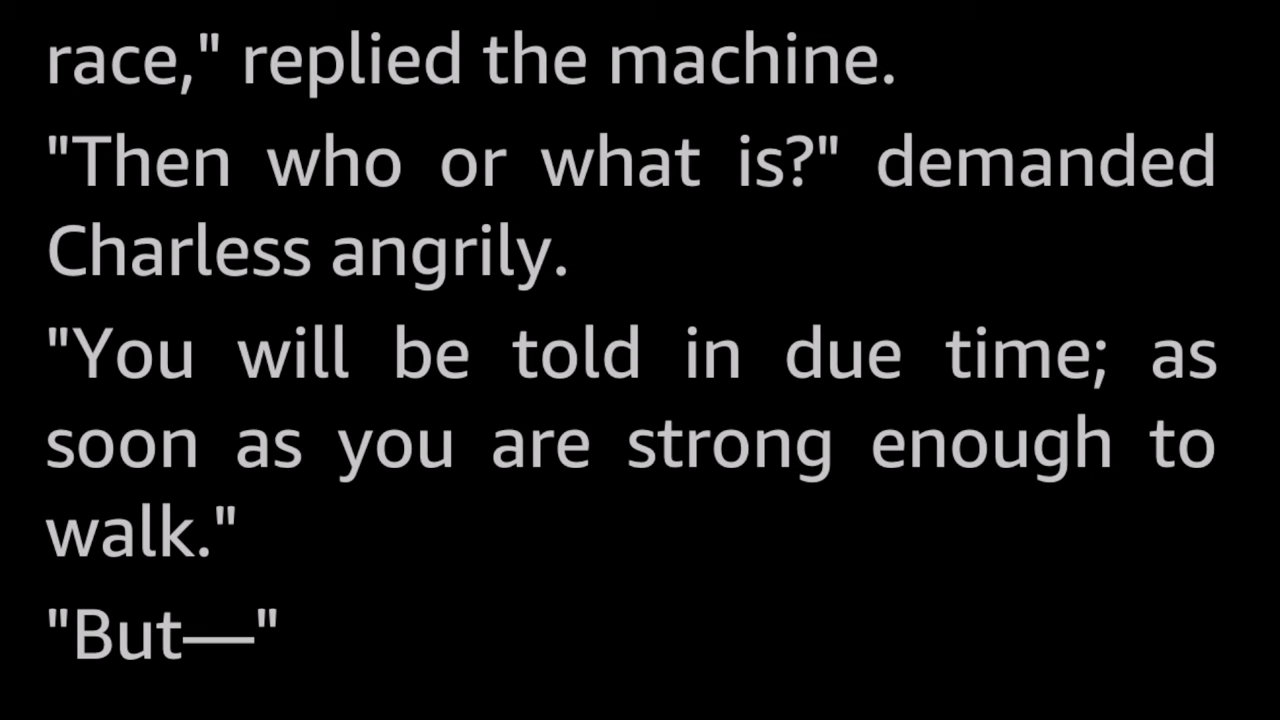 race," replied the machine.
"Then who or what is?" demanded
Charless angrily.
"You will be told in due time; as
soon as you are strong enough to
walk."
"But—"